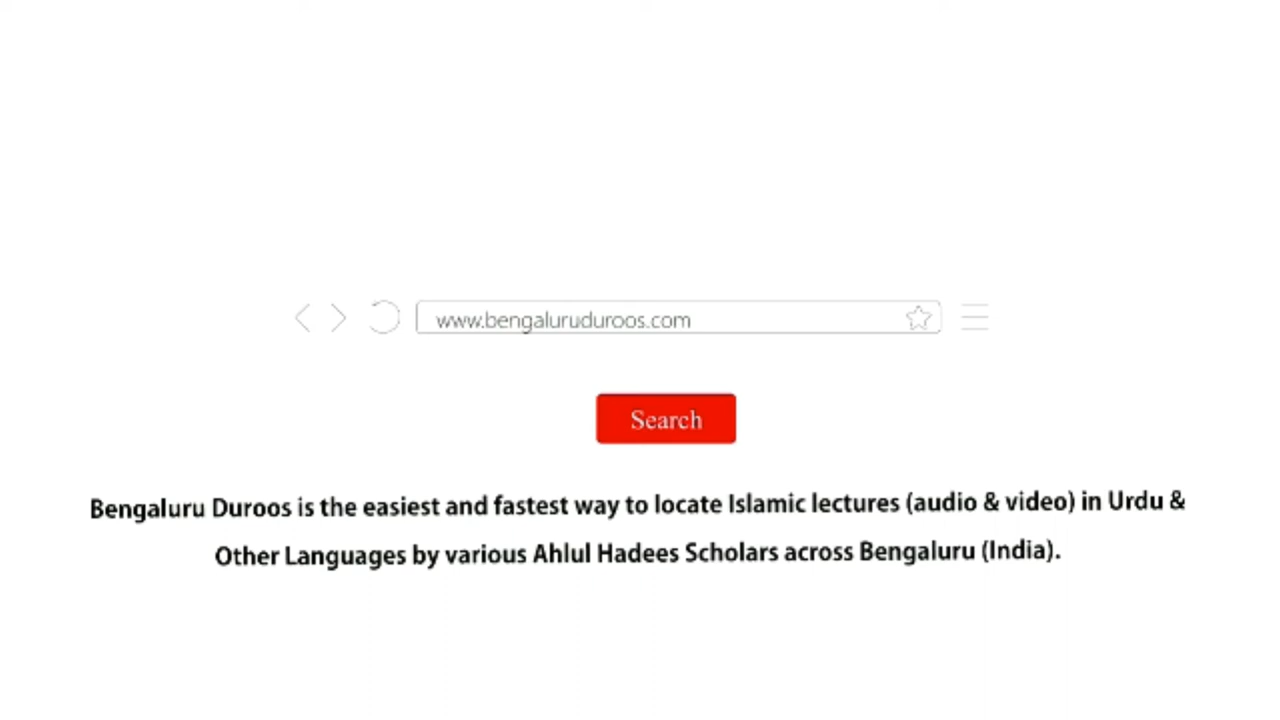 www.bengaluruduroos.com
Search
Bengaluru Duroos is the easiest and fastest way to locate Islamic lectures (audio & video) in Urdu &
Other Languages by various Ahlul Hadees Scholars across Bengaluru (India).